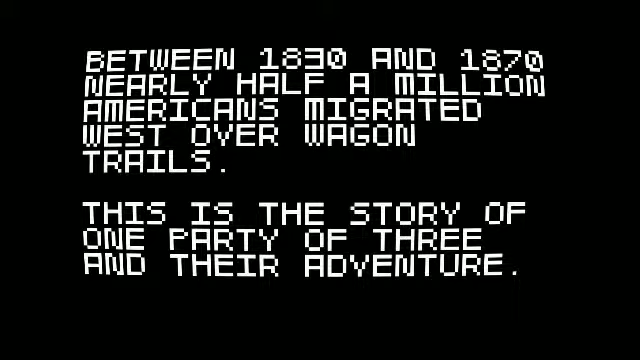 BETWEEN 1830 AND 1870
NEARLY HALF A MILLION
AMERICANS MIGRATED
WEST OVER WAGON
TRAILS.
THIS IS THE STORY OF
ONE PARTY OF THREE
AND THEIR ADVENTURE.